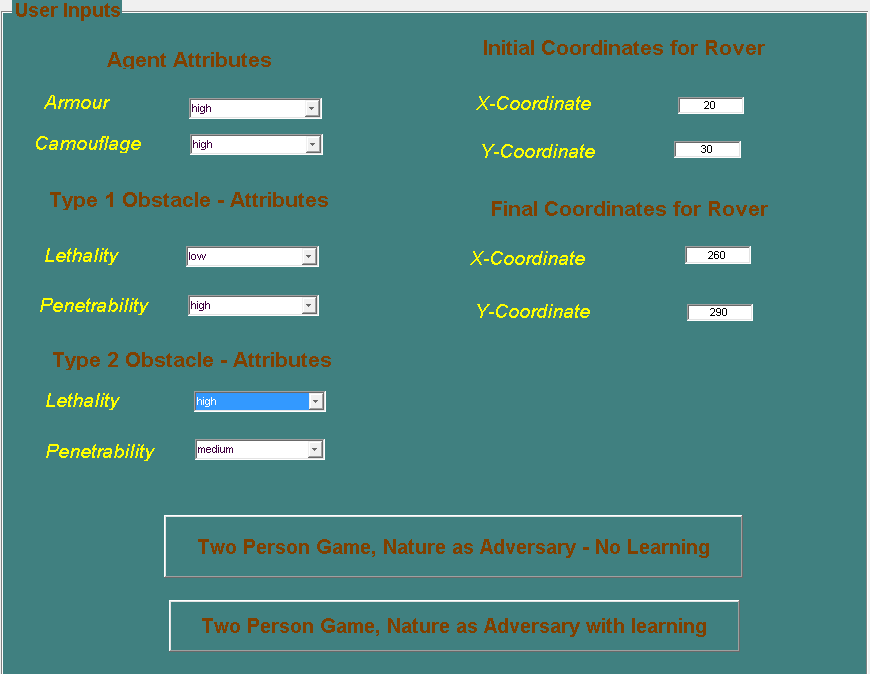 User Inputs
Agent Attributes
Armour high
Camouflage high
Type 1 Obstacle - Attributes
Lethality low
Penetrability high
Type 2 Obstacle - Attributes
Lethality high
Penetrability medium
Initial Coordinates for Rover
X-Coordinate 20
Y-Coordinate 30
Final Coordinates for Rover
X-Coordinate 260
Y-Coordinate 290
Two Person Game, Nature as Adversary - No Learning
Two Person Game, Nature as Adversary with learning